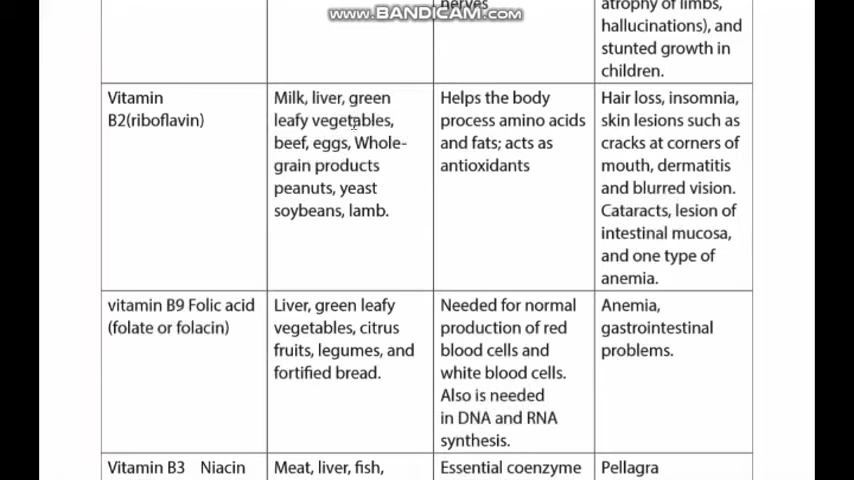 nerves
atrophy of limbs,
www.BANDICAM.com
hallucinations), and
stunted growth in
children.
Vitamin
B2(riboflavin)
Milk, liver, green
leafy vegetables,
beef, eggs, Whole-
grain products
peanuts, yeast
soybeans, lamb.
Helps the body
process amino acids
and fats; acts as
antioxidants
Hair loss, insomnia,
skin lesions such as
cracks at corners of
mouth, dermatitis
and blurred vision.
Cataracts, lesion of
intestinal mucosa,
and one type of
anemia.
vitamin B9 Folic acid
(folate or folacin)
Liver, green leafy
vegetables, citrus
fruits, legumes, and
fortified bread.
Needed for normal
production of red
blood cells and
white blood cells.
Also is needed
in DNA and RNA
synthesis.
Anemia,
gastrointestinal
problems.
Vitamin B3 Niacin
Meat, liver, fish,
Essential coenzyme
Pellagra